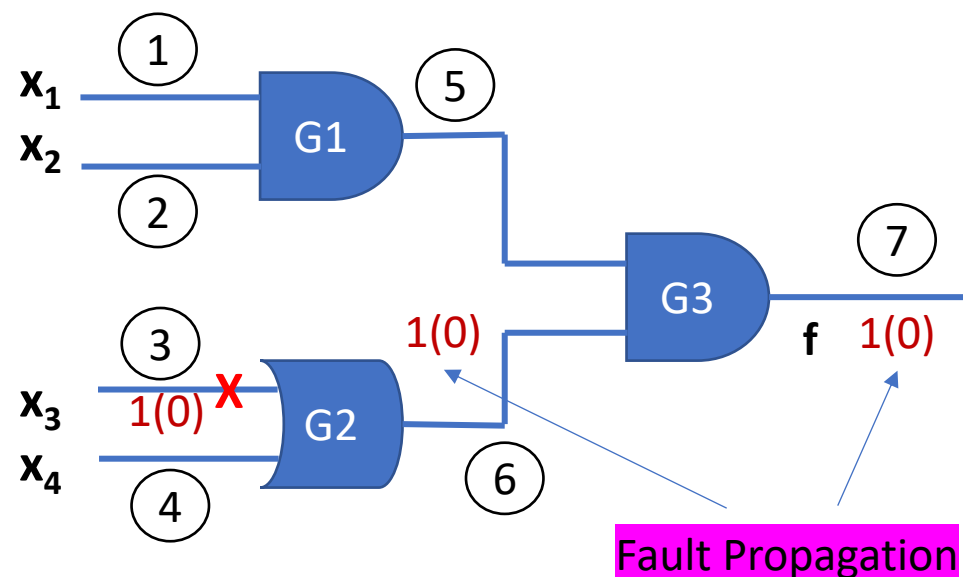 1
x₁
5
G1
x₂
2
7
G3
3
1(0)
f
1(0)
X
x₃
1(0)
G2
x₄
6
4
Fault Propagation